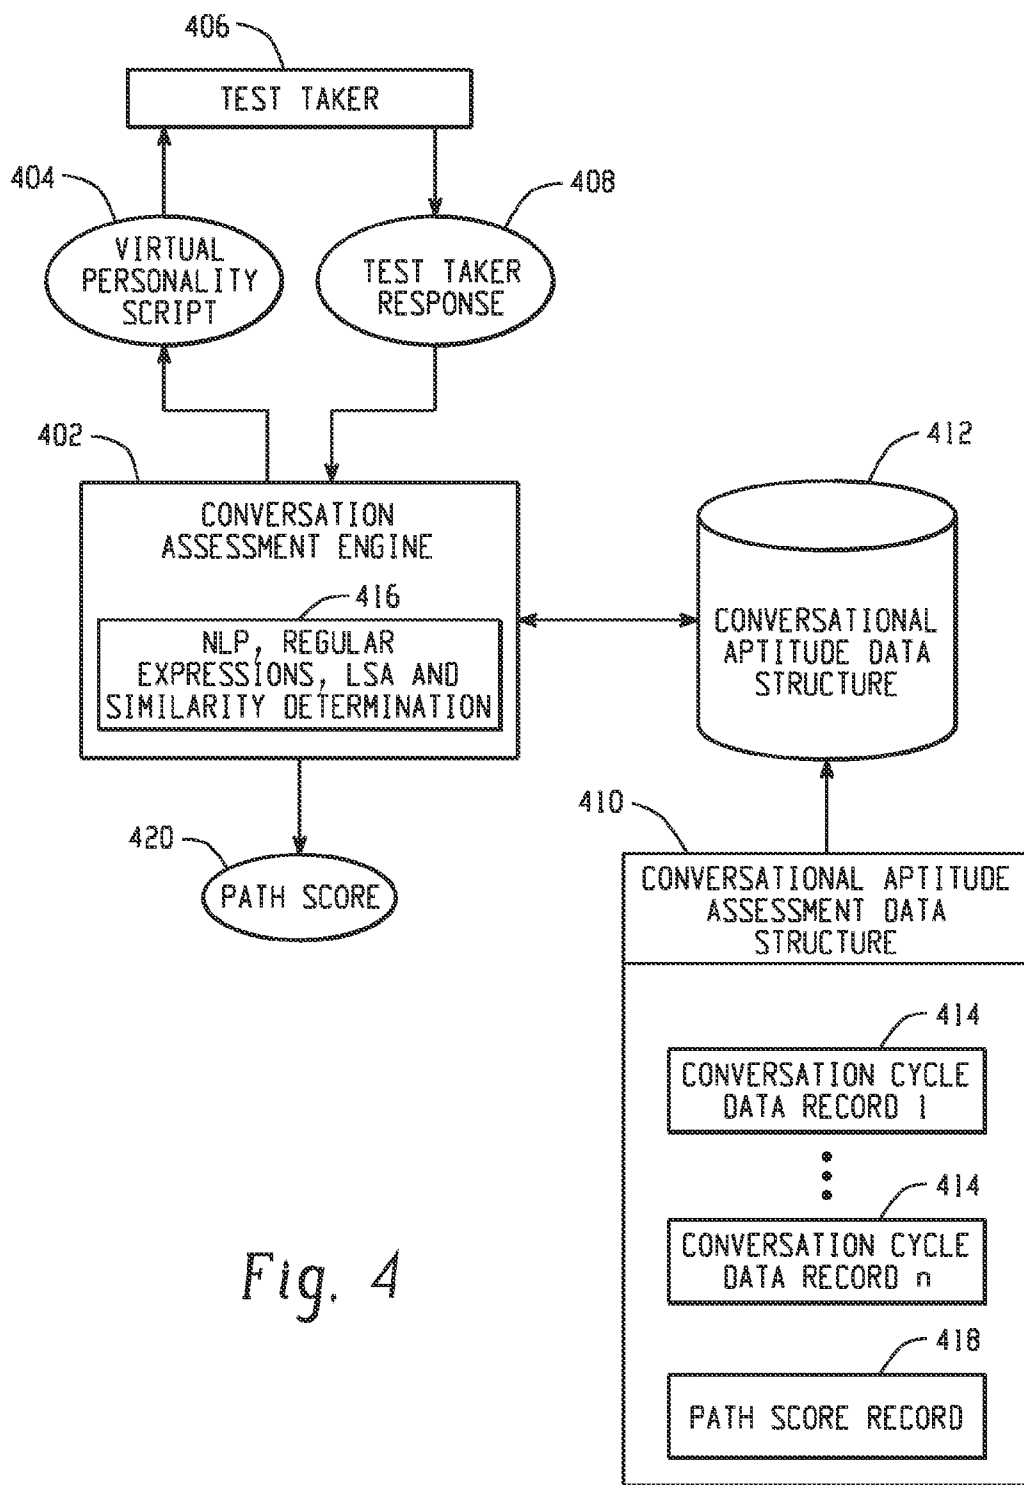 406
TEST TAKER
404
408
VIRTUAL
PERSONALITY
SCRIPT
TEST TAKER
RESPONSE
402
412
CONVERSATION
ASSESSMENT ENGINE
416
NLP, REGULAR
EXPRESSIONS, LSA AND
SIMILARITY DETERMINATION
CONVERSATIONAL
APTITUDE DATA
STRUCTURE
420
PATH SCORE
410
CONVERSATIONAL APTITUDE
ASSESSMENT DATA
STRUCTURE
414
CONVERSATION CYCLE
DATA RECORD 1
414
CONVERSATION CYCLE
DATA RECORD n
418
PATH SCORE RECORD
Fig. 4